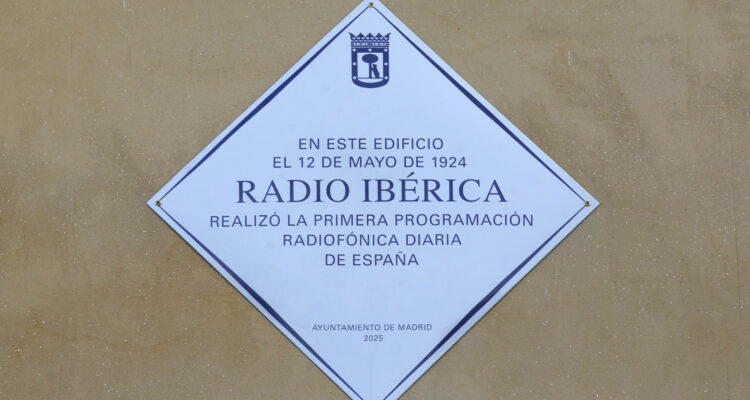 EN ESTE EDIFICIO
EL 12 DE MAYO DE 1924
RADIO IBÉRICA
REALIZÓ LA PRIMERA PROGRAMACIÓN
RADIOFÓNICA DIARIA
DE ESPAÑA
AYUNTAMIENTO DE MADRID
2025